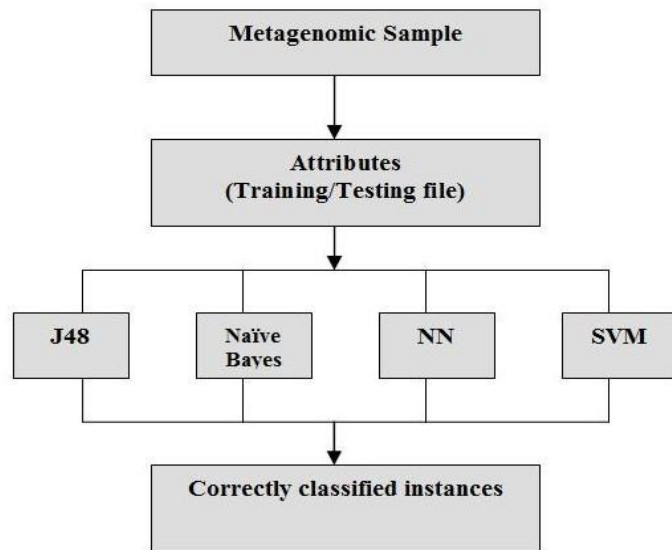 Metagenomic Sample
Attributes
(Training/Testing file)
J48
Naïve
Bayes
NN
SVM
Correctly classified instances